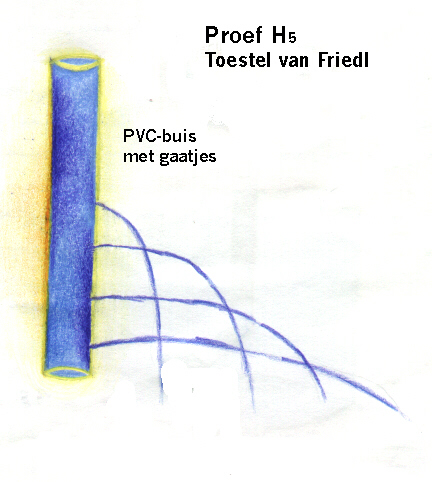 Proef H5
Toestel van Friedl
PVC-buis
met gaatjes